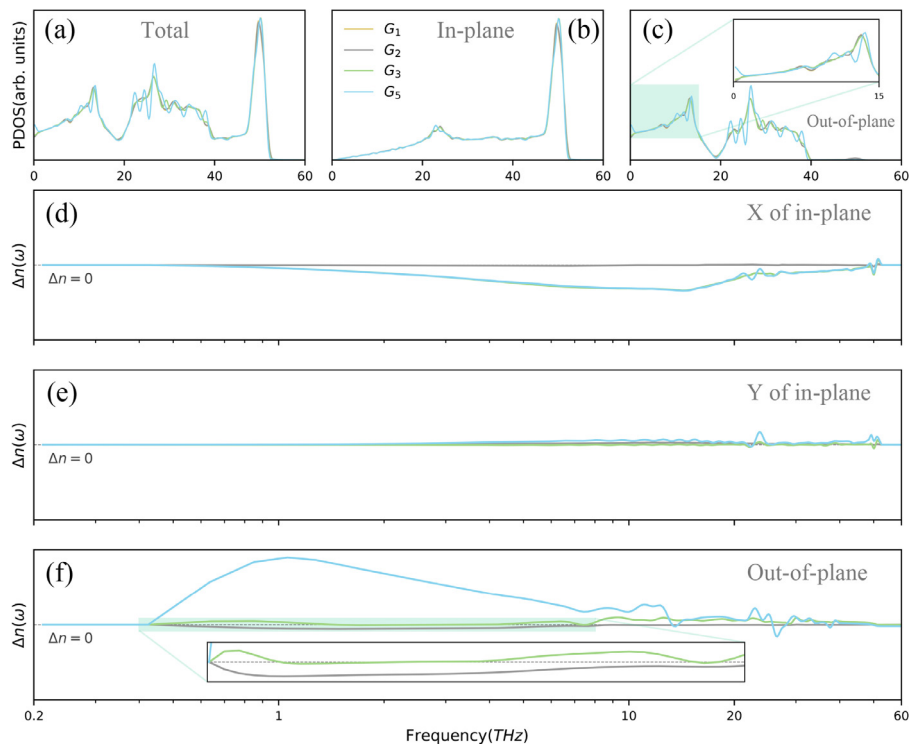 (a) Total
In-plane (b)
(c)
PDOS(arb. units)
G1
G2
G3
G5
0 15
Out-of-plane
0 20 40 60
0 20 40 60
0 20 40 60
(d) X of in-plane
Δn(ω)
Δn = 0
(e) Y of in-plane
Δn(ω)
Δn = 0
(f) Out-of-plane
Δn(ω)
Δn = 0
0.2 1 10 20 60
Frequency(THz)